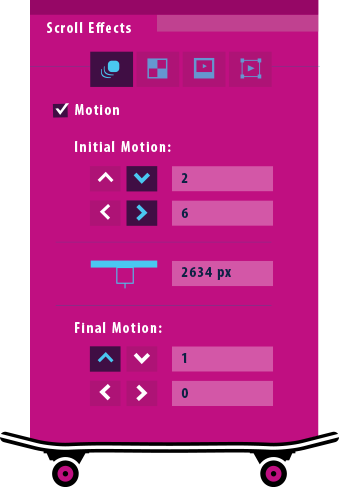 Scroll Effects
Motion
Initial Motion:
2
6
2634 px
Final Motion:
1
0